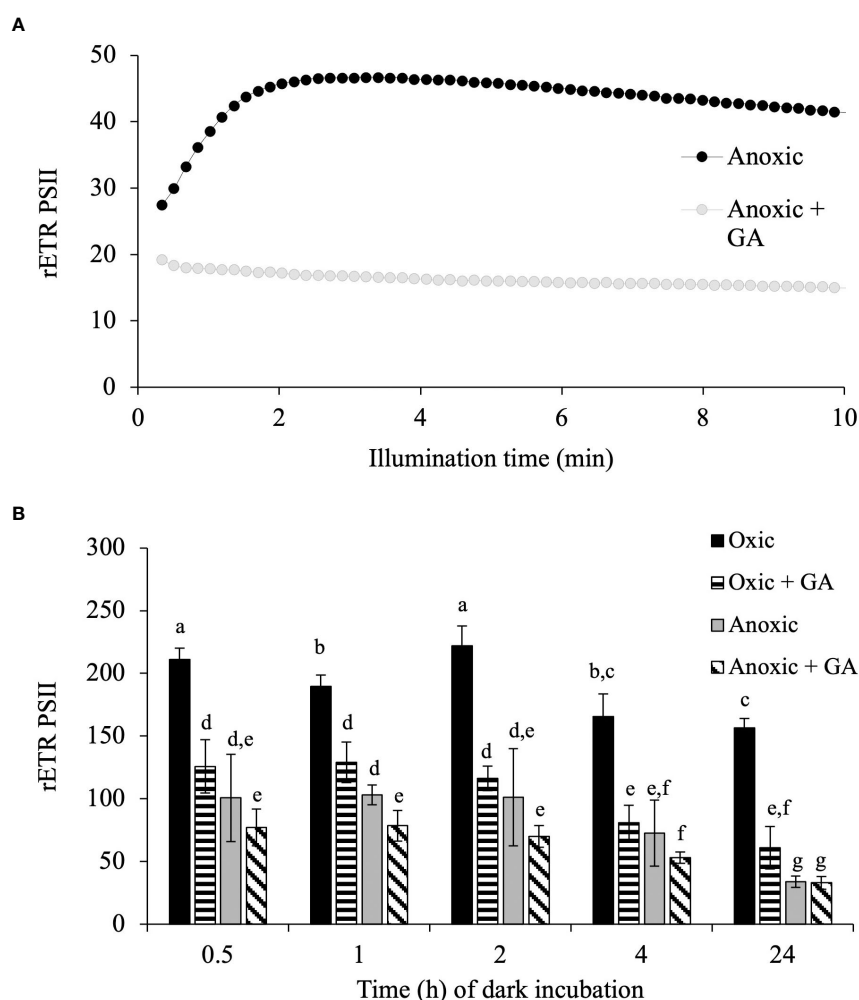 A
50
40
30
20
10
0
rETR PSII
Anoxic
Anoxic +
GA
0 2 4 6 8 10
Illumination time (min)
B
300
250
200
150
100
50
0
rETR PSII
Oxic
Oxic + GA
Anoxic
Anoxic + GA
a d d,e e
b d d e
a d d,e e
b,c e e,f f
c e,f g g
0.5 1 2 4 24
Time (h) of dark incubation